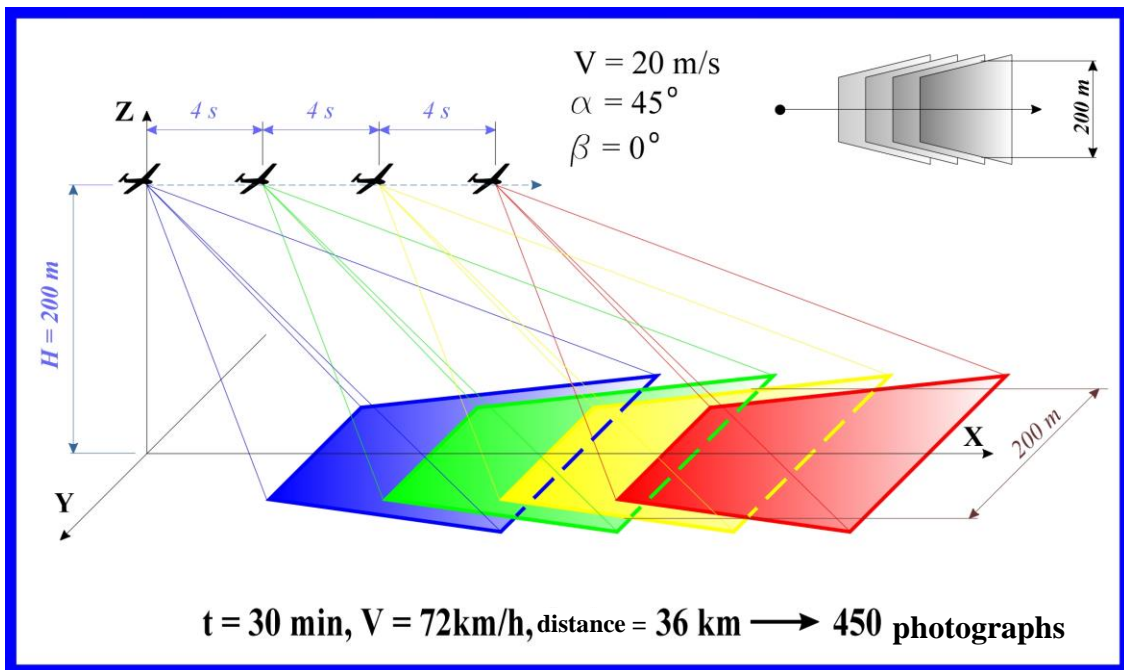 V = 20 m/s
α = 45°
β = 0°
200 m
Z
4 s
4 s
4 s
H = 200 m
X
Y
200 m
t = 30 min, V = 72km/h, distance = 36 km → 450 photographs